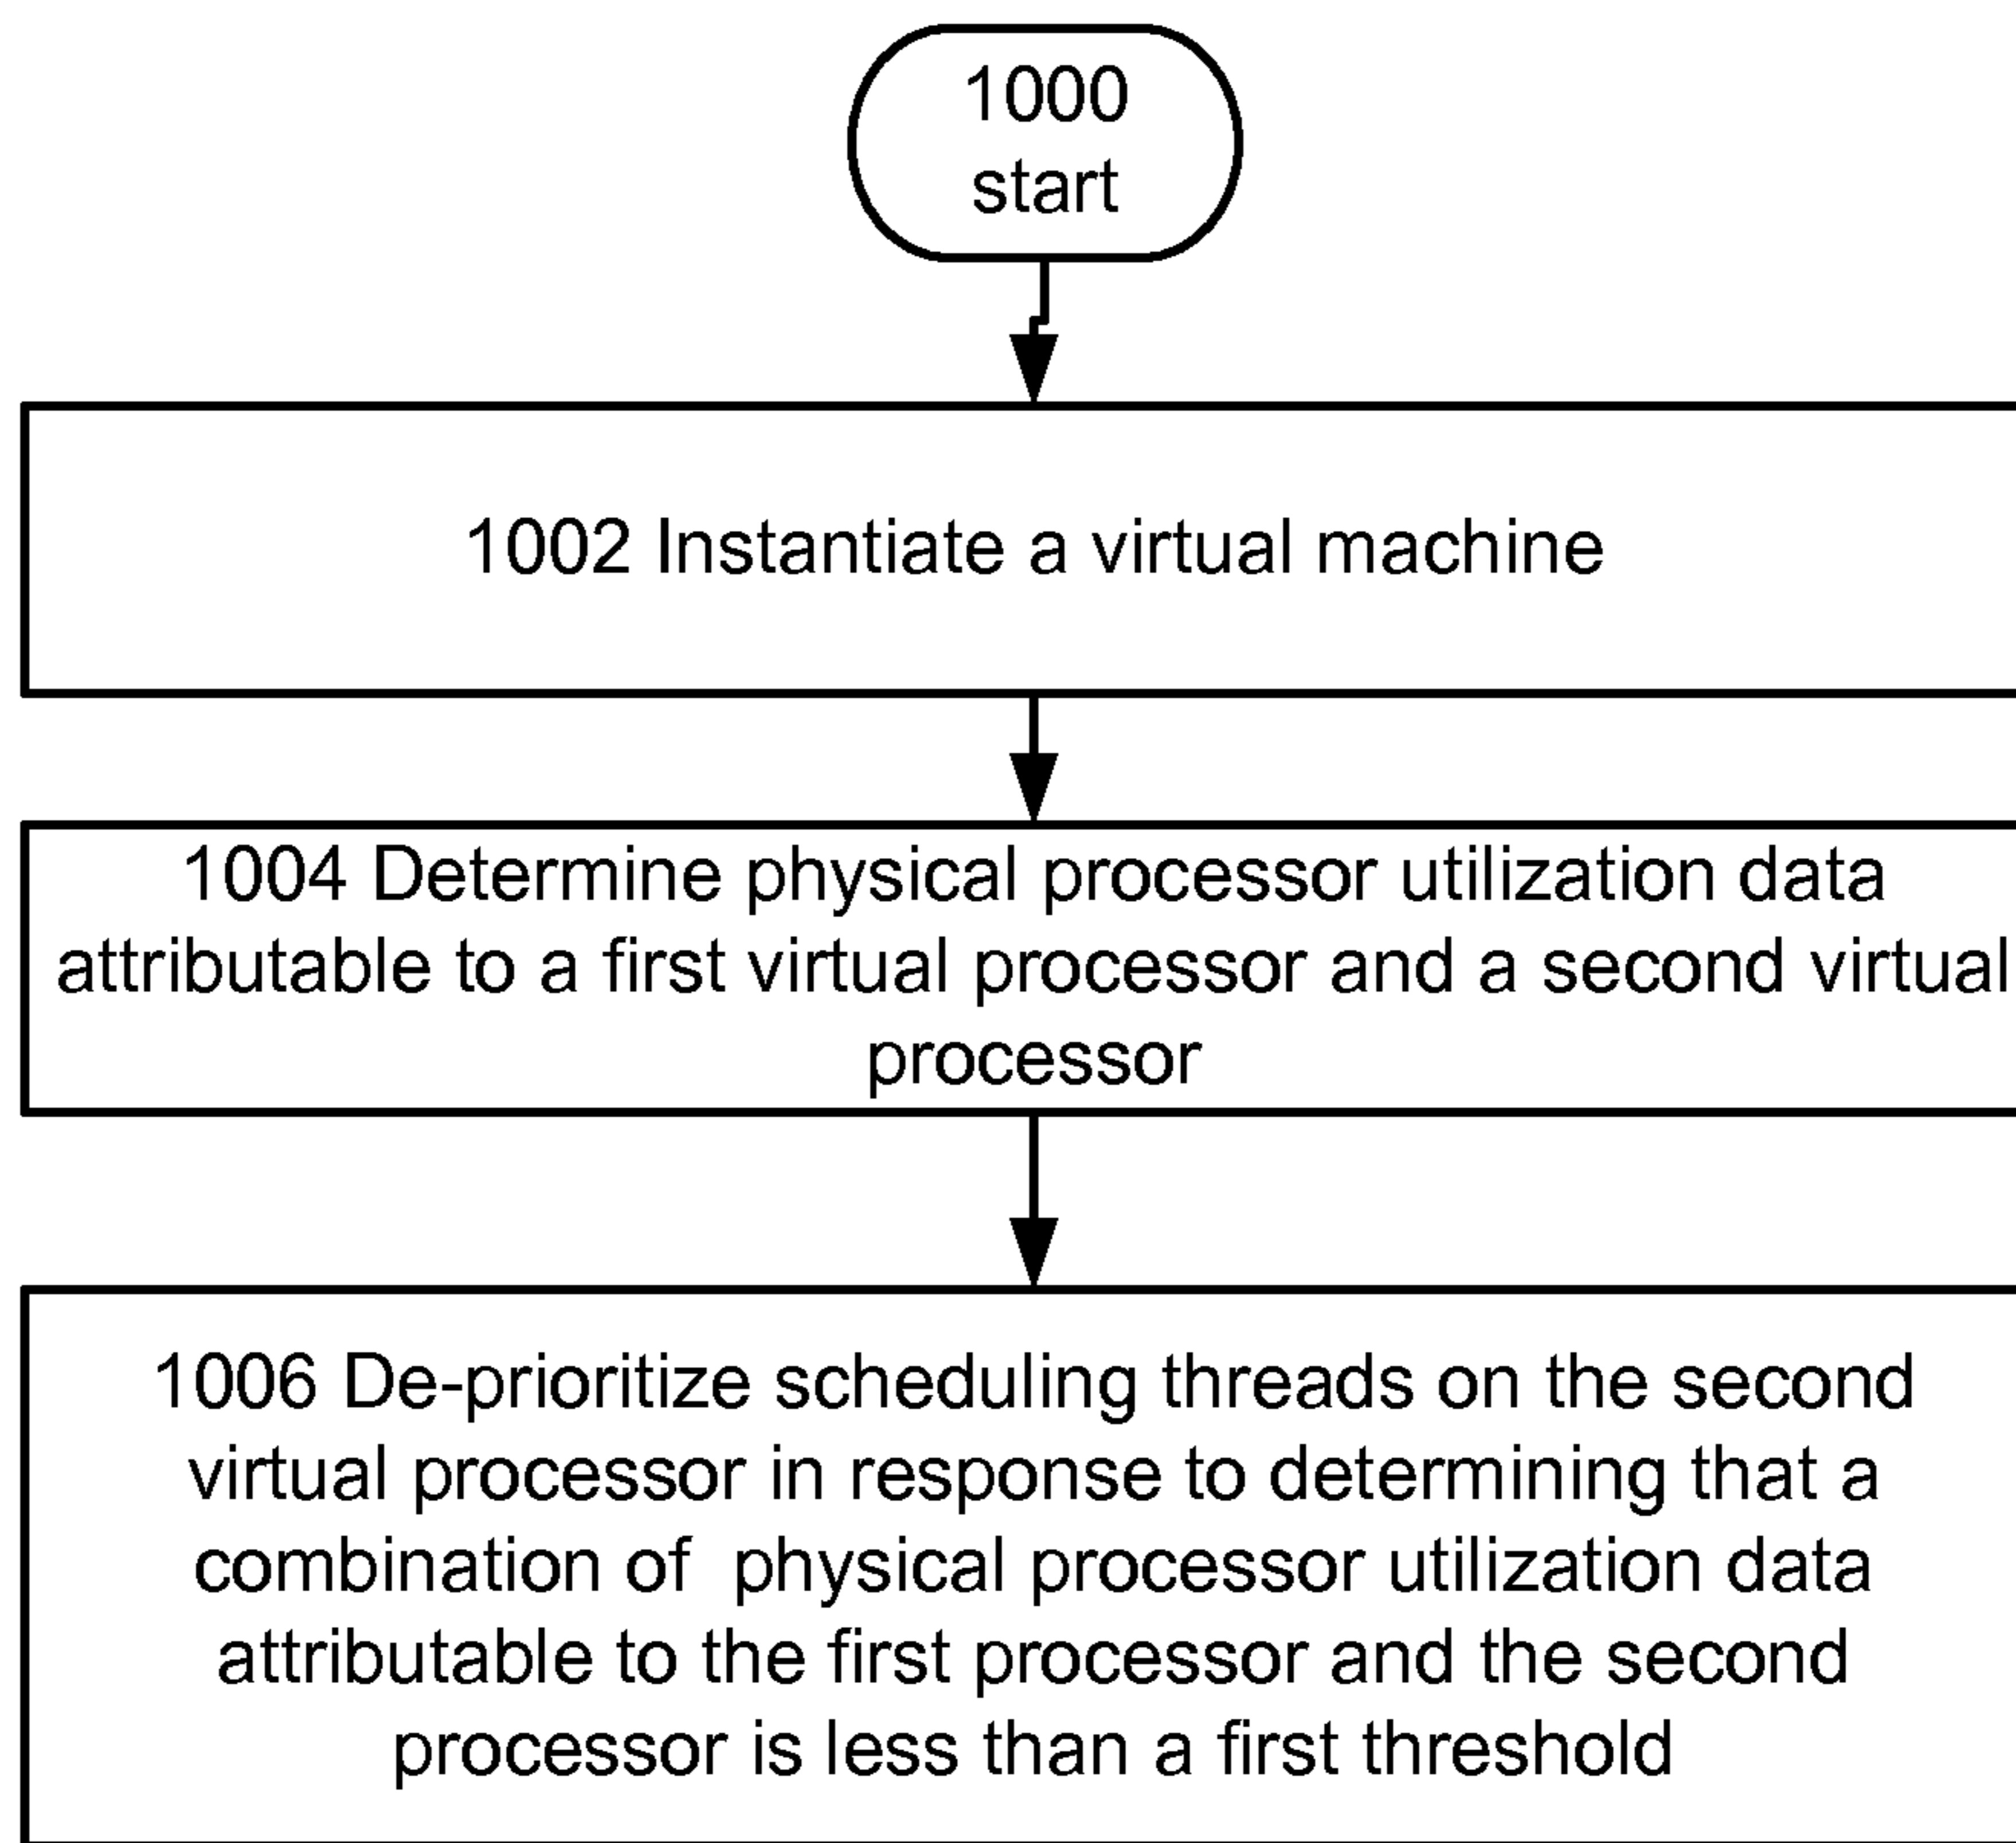 1000
start
1002 Instantiate a virtual machine
1004 Determine physical processor utilization data
attributable to a first virtual processor and a second virtual
processor
1006 De-prioritize scheduling threads on the second
virtual processor in response to determining that a
combination of physical processor utilization data
attributable to the first processor and the second
processor is less than a first threshold